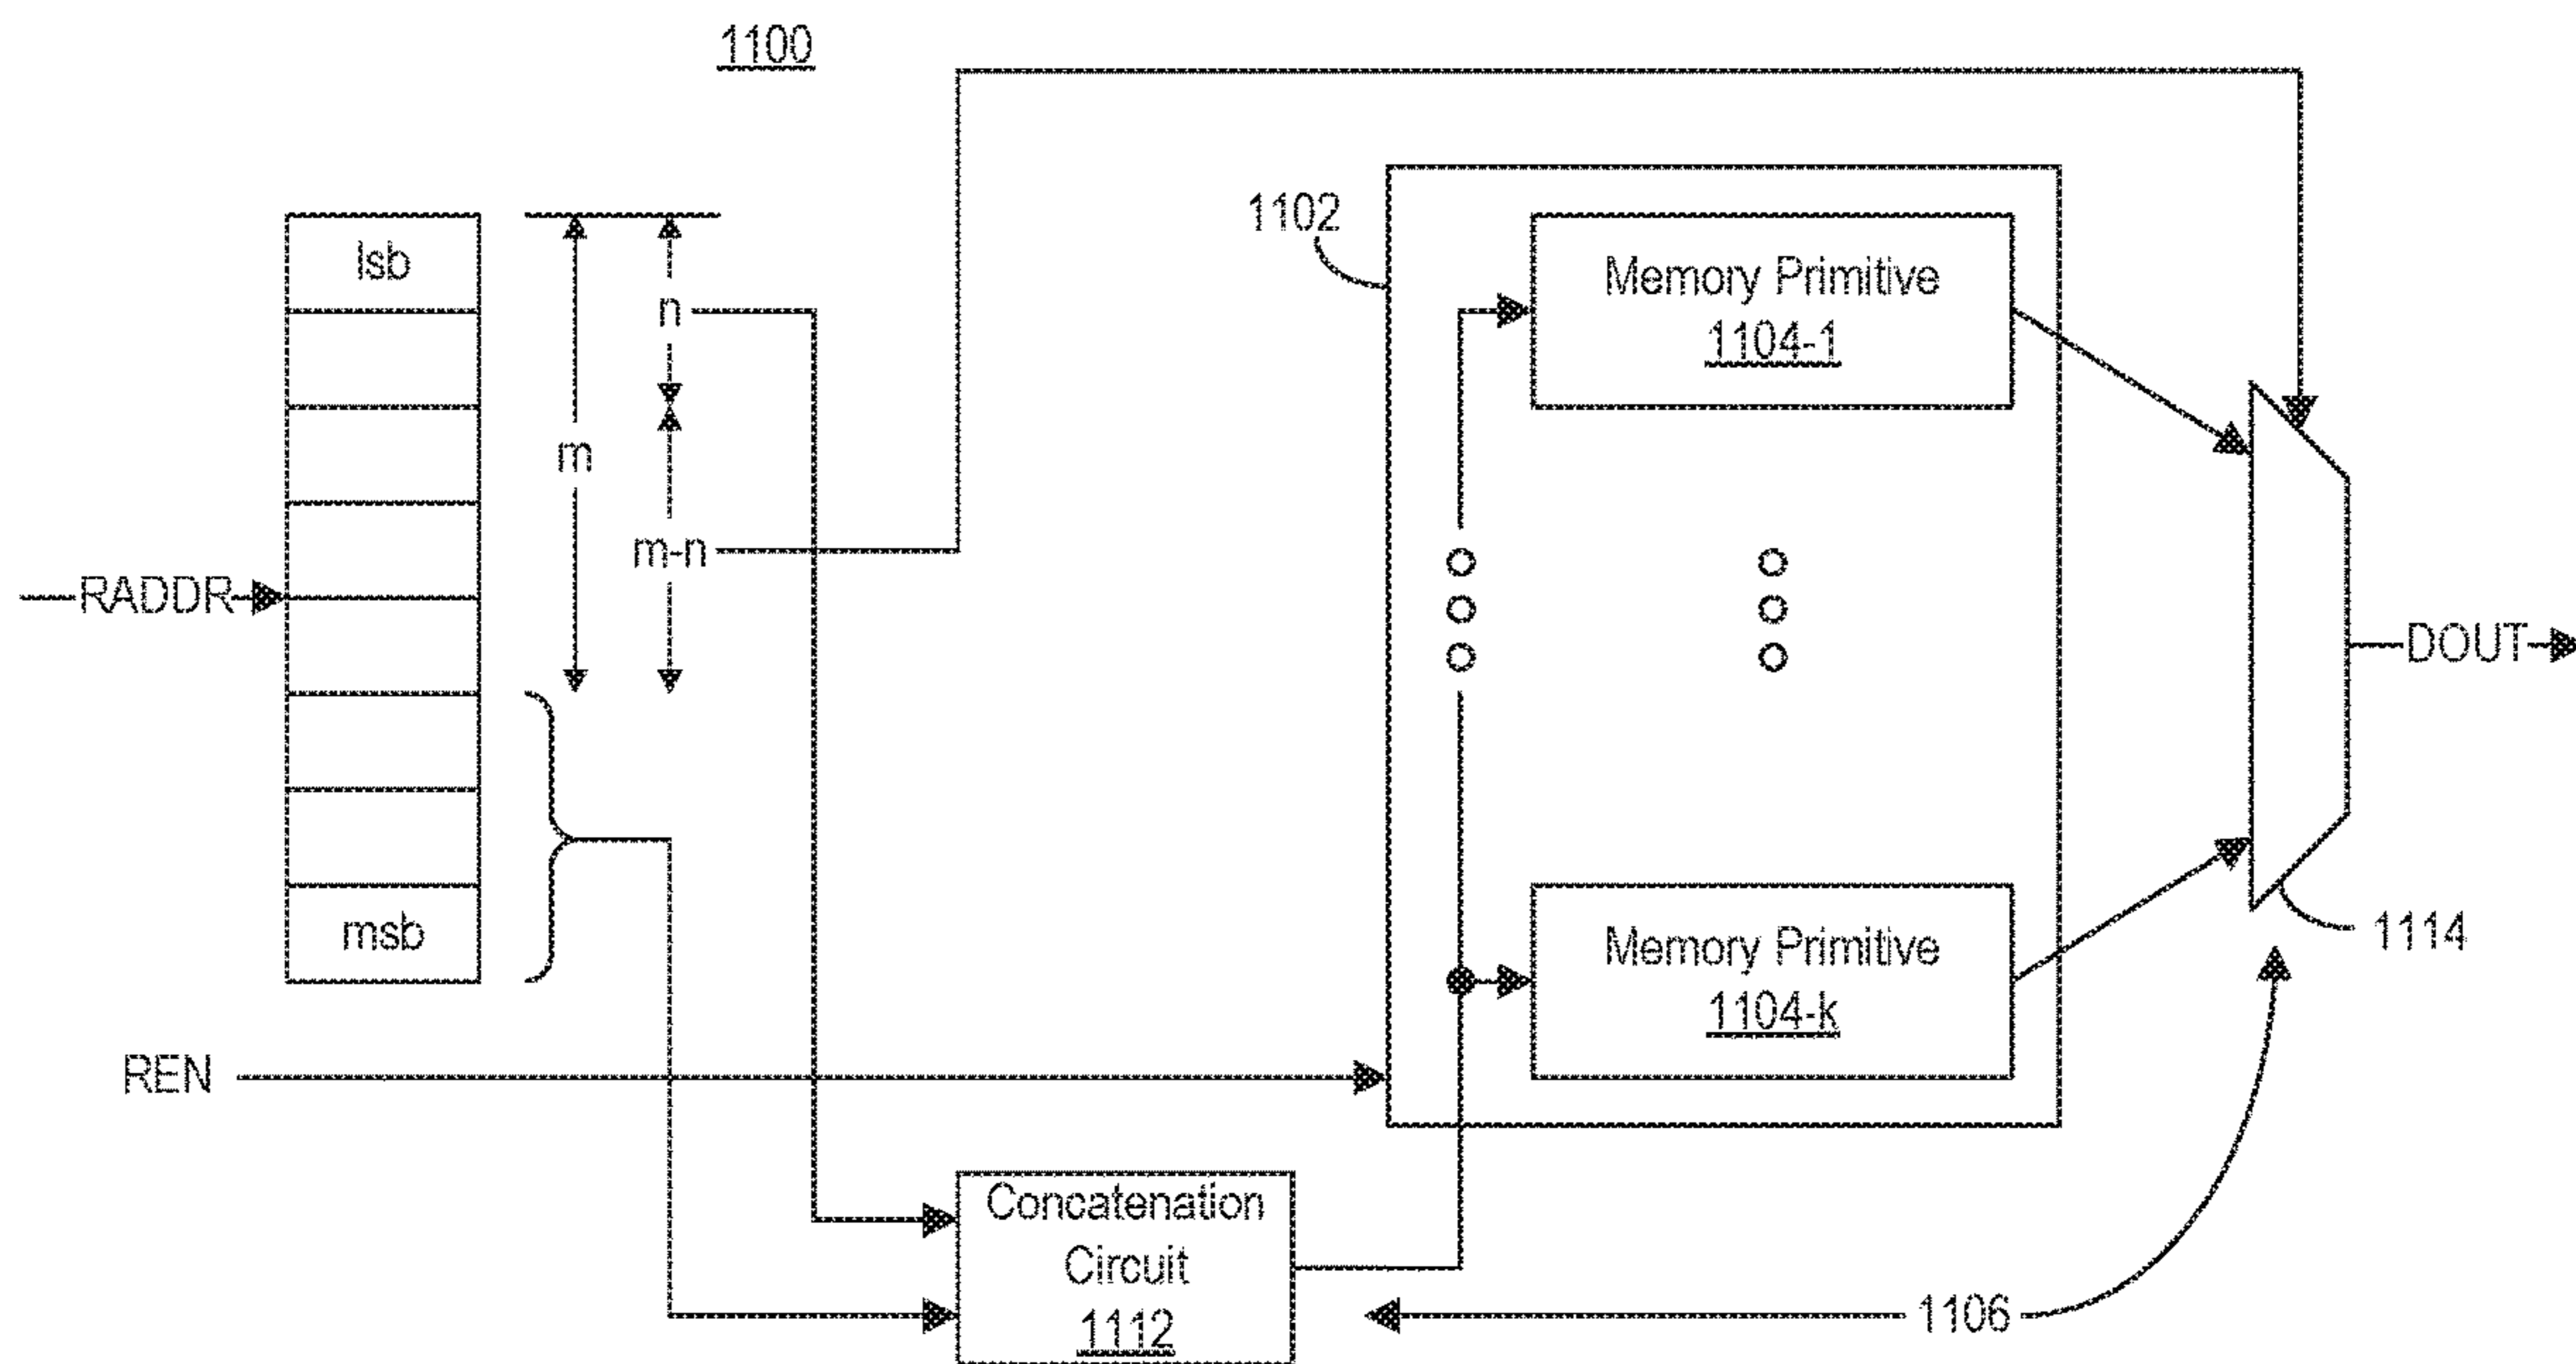 1100
1102
lsb
Memory Primitive
1104-1
n
m
m-n
RADDR
DOUT
msb
Memory Primitive
1104-k
1114
REN
Concatenation
Circuit
1112
1106